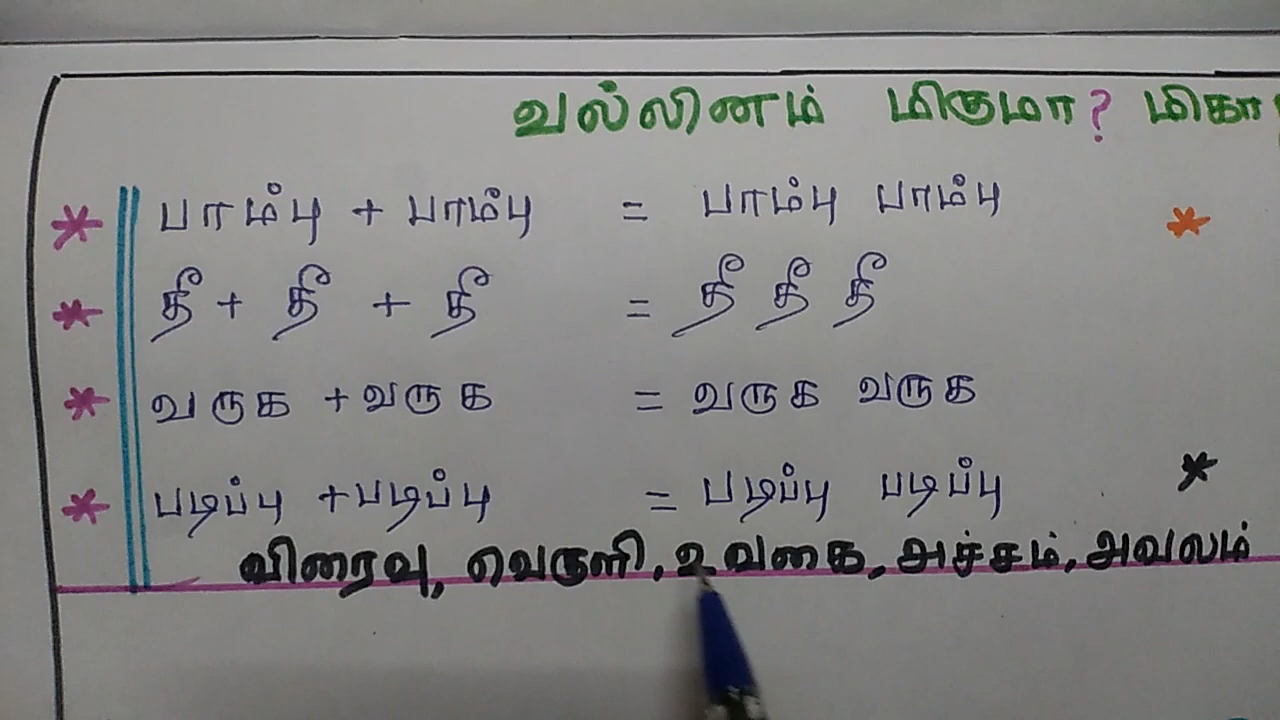 வல்லினம் மிகுமா? மிகா
* பாம்பு + பாம்பு = பாம்பு பாம்பு *
* தீ + தீ + தீ = தீ தீ தீ
* வருக + வருக = வருக வருக
* படிப்பு + படிப்பு = படிப்பு படிப்பு *
விரைவு, வெருளி, உவகை, அச்சம், அவலம்